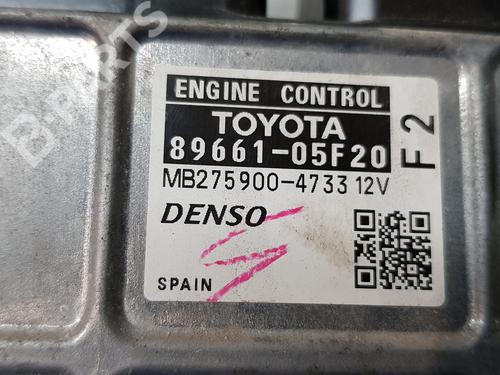 B-PARTS
ENGINE CONTROL
TOYOTA
89661-05F20
F2
MB275900-4733 12V
DENSO
SPAIN